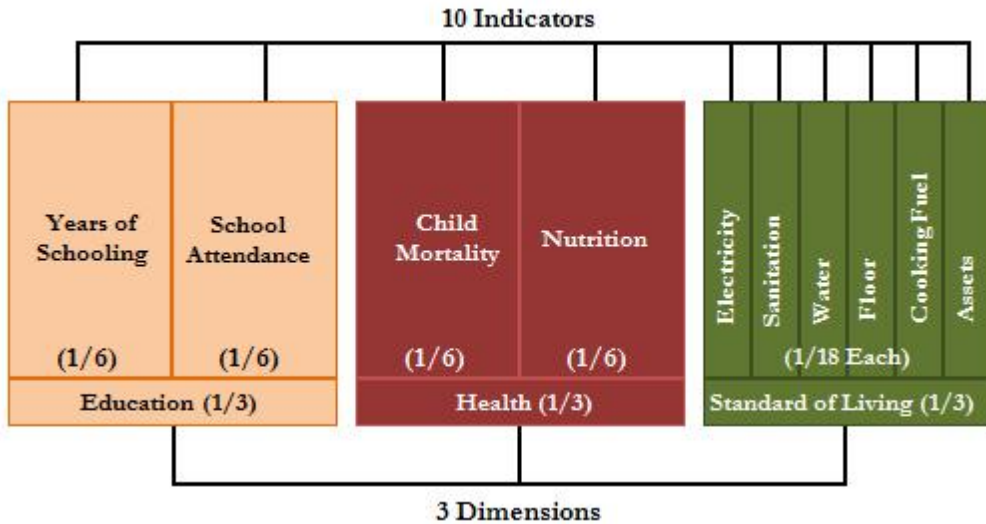 10 Indicators
Years of
Schooling
(1/6)
School
Attendance
(1/6)
Education (1/3)
Child
Mortality
(1/6)
Nutrition
(1/6)
Health (1/3)
Electricity
Sanitation
Water
Floor
CookingFuel
Assets
(1/18 Each)
Standard of Living (1/3)
3 Dimensions